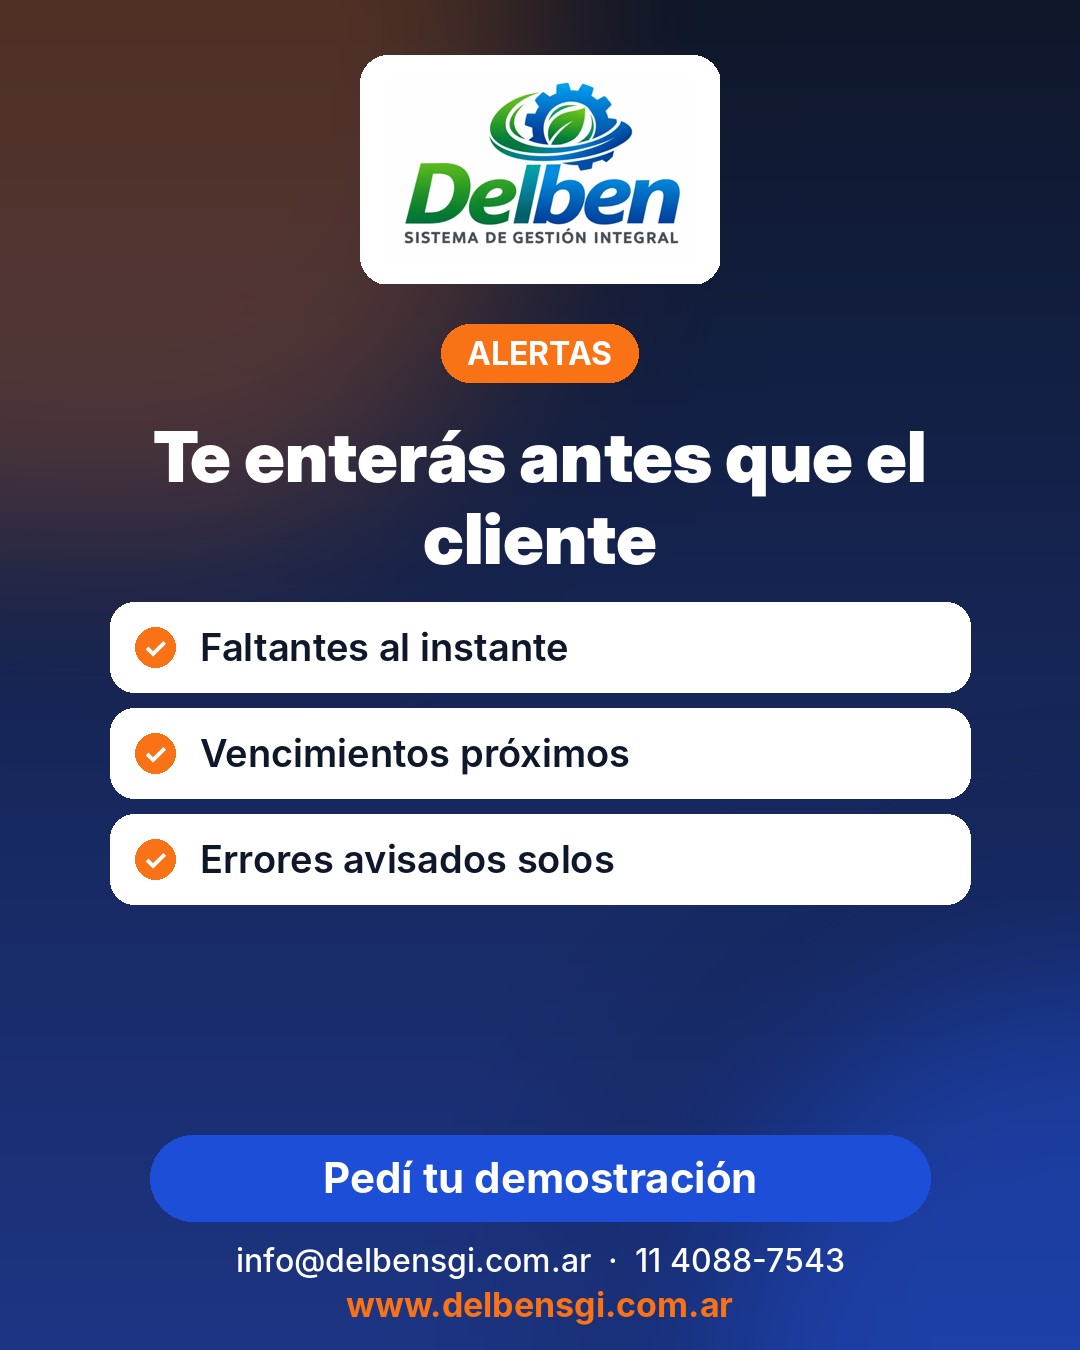 Delben
SISTEMA DE GESTIÓN INTEGRAL
ALERTAS
Te enterás antes que el
cliente
Faltantes al instante
Vencimientos próximos
Errores avisados solos
Pedí tu demostración
info@delbensgi.com.ar · 11 4088-7543
www.delbensgi.com.ar